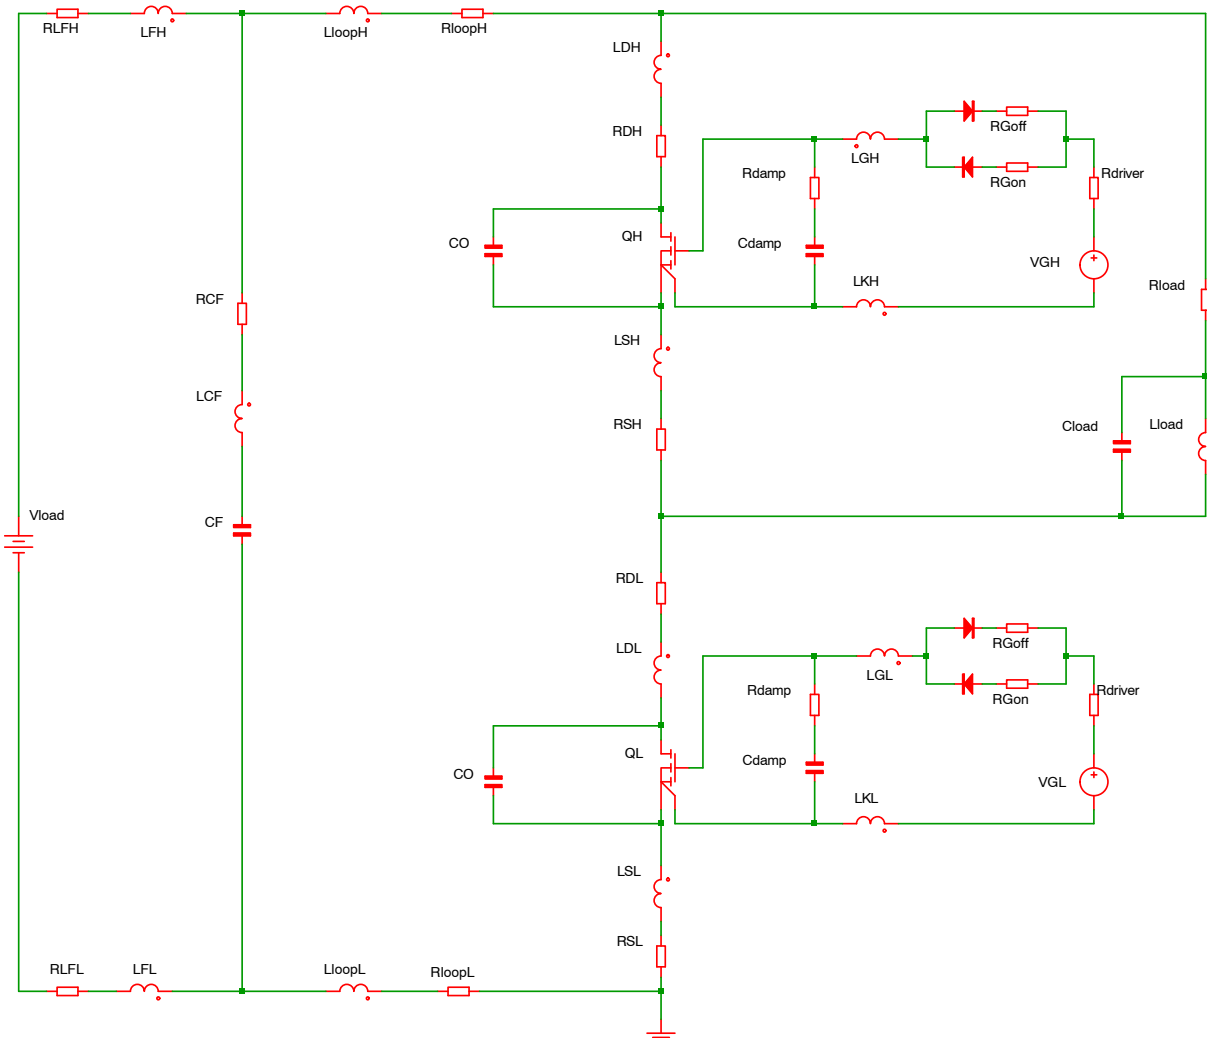 RLFH
LFH
LloopH
RloopH
LDH
RDH
RGoff
LGH
Rdamp
RGon
Rdriver
CO
QH
Cdamp
VGH
LKH
Rload
RCF
LSH
LCF
RSH
Cload
Lload
Vload
CF
RDL
LDL
RGoff
LGL
Rdamp
RGon
Rdriver
CO
QL
Cdamp
VGL
LKL
LSL
RSL
RLFL
LFL
LloopL
RloopL